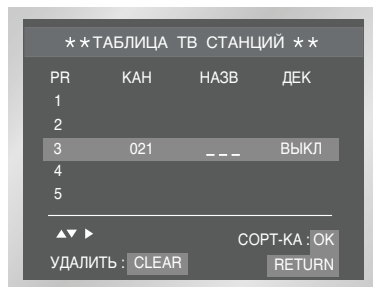 **ТАБЛИЦА ТВ СТАНЦИЙ **
PR КАН НАЗВ ДЕК
1
2
3 021 _ _ _ ВЫКЛ
4
5
▲▼ ▶ СОРТ-КА : OK
УДАЛИТЬ : CLEAR RETURN